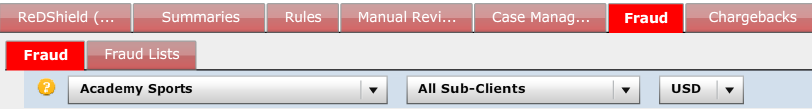 ReDShield (... Summaries Rules Manual Revi... Case Manag... Fraud Chargebacks
Fraud Fraud Lists
? Academy Sports All Sub-Clients USD